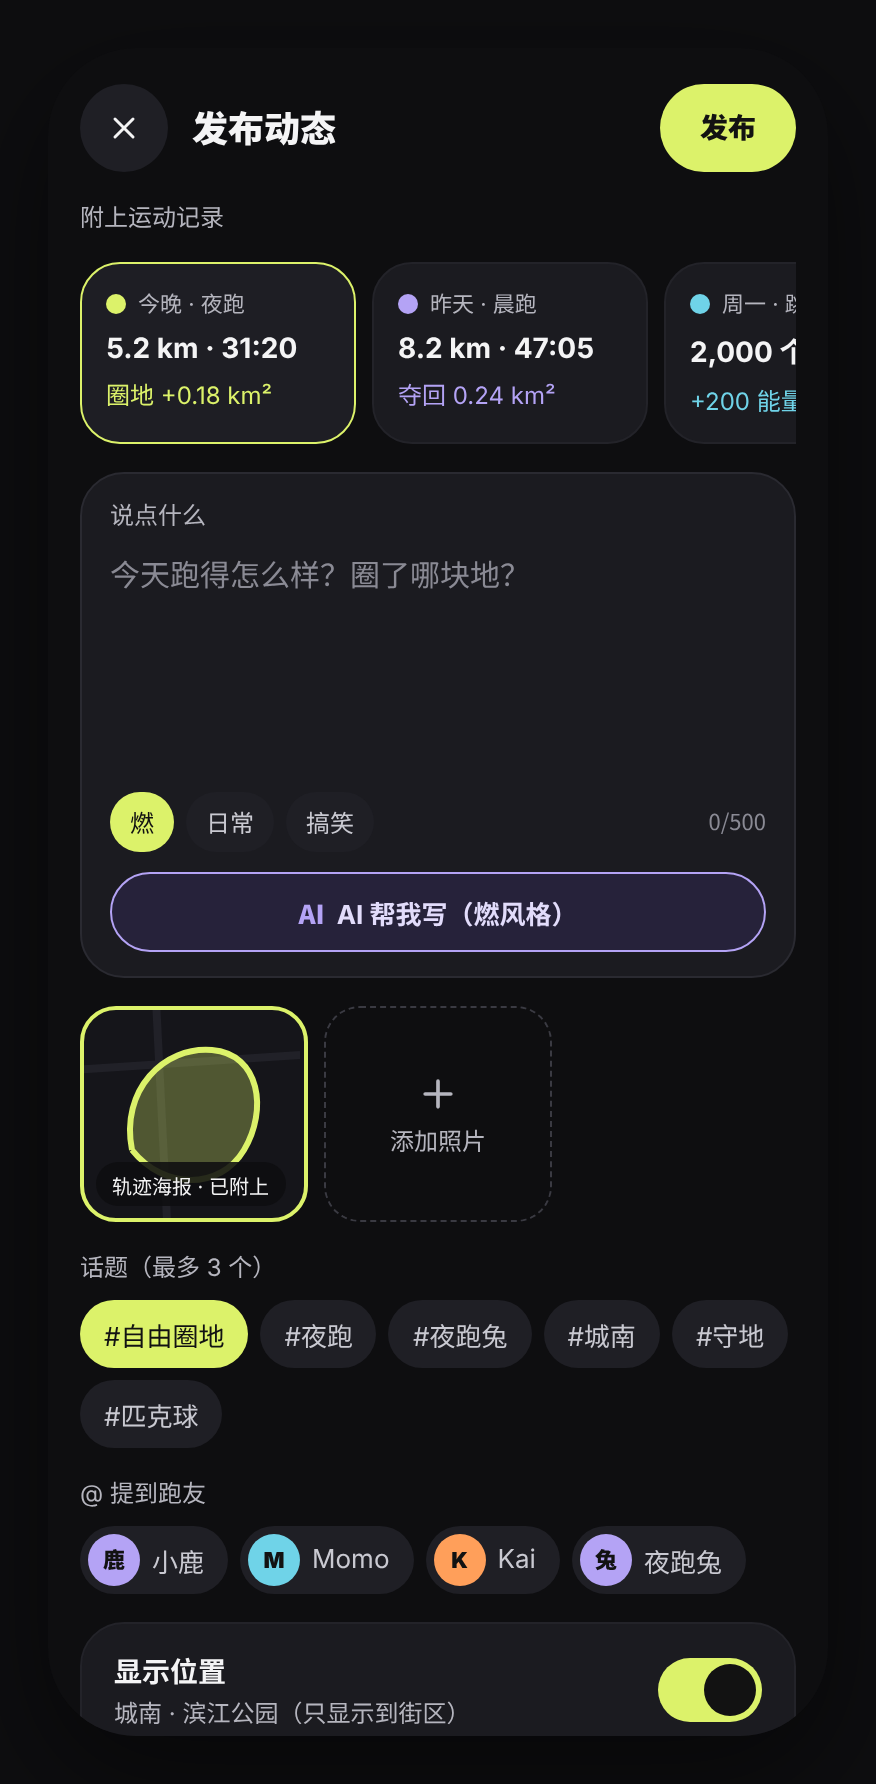 发布动态
发布
附上运动记录
今晚 · 夜跑
5.2 km · 31:20
圈地 +0.18 km²
昨天 · 晨跑
8.2 km · 47:05
夺回 0.24 km²
周一 ·
2,000 个
+200 能量
说点什么
今天跑得怎么样？圈了哪块地？
燃
日常
搞笑
0/500
AI AI 帮我写（燃风格）
轨迹海报 · 已附上
添加照片
话题（最多 3 个）
#自由圈地
#夜跑
#夜跑兔
#城南
#守地
#匹克球
@ 提到跑友
鹿 小鹿
M Momo
K Kai
兔 夜跑兔
显示位置
城南 · 滨江公园（只显示到街区）